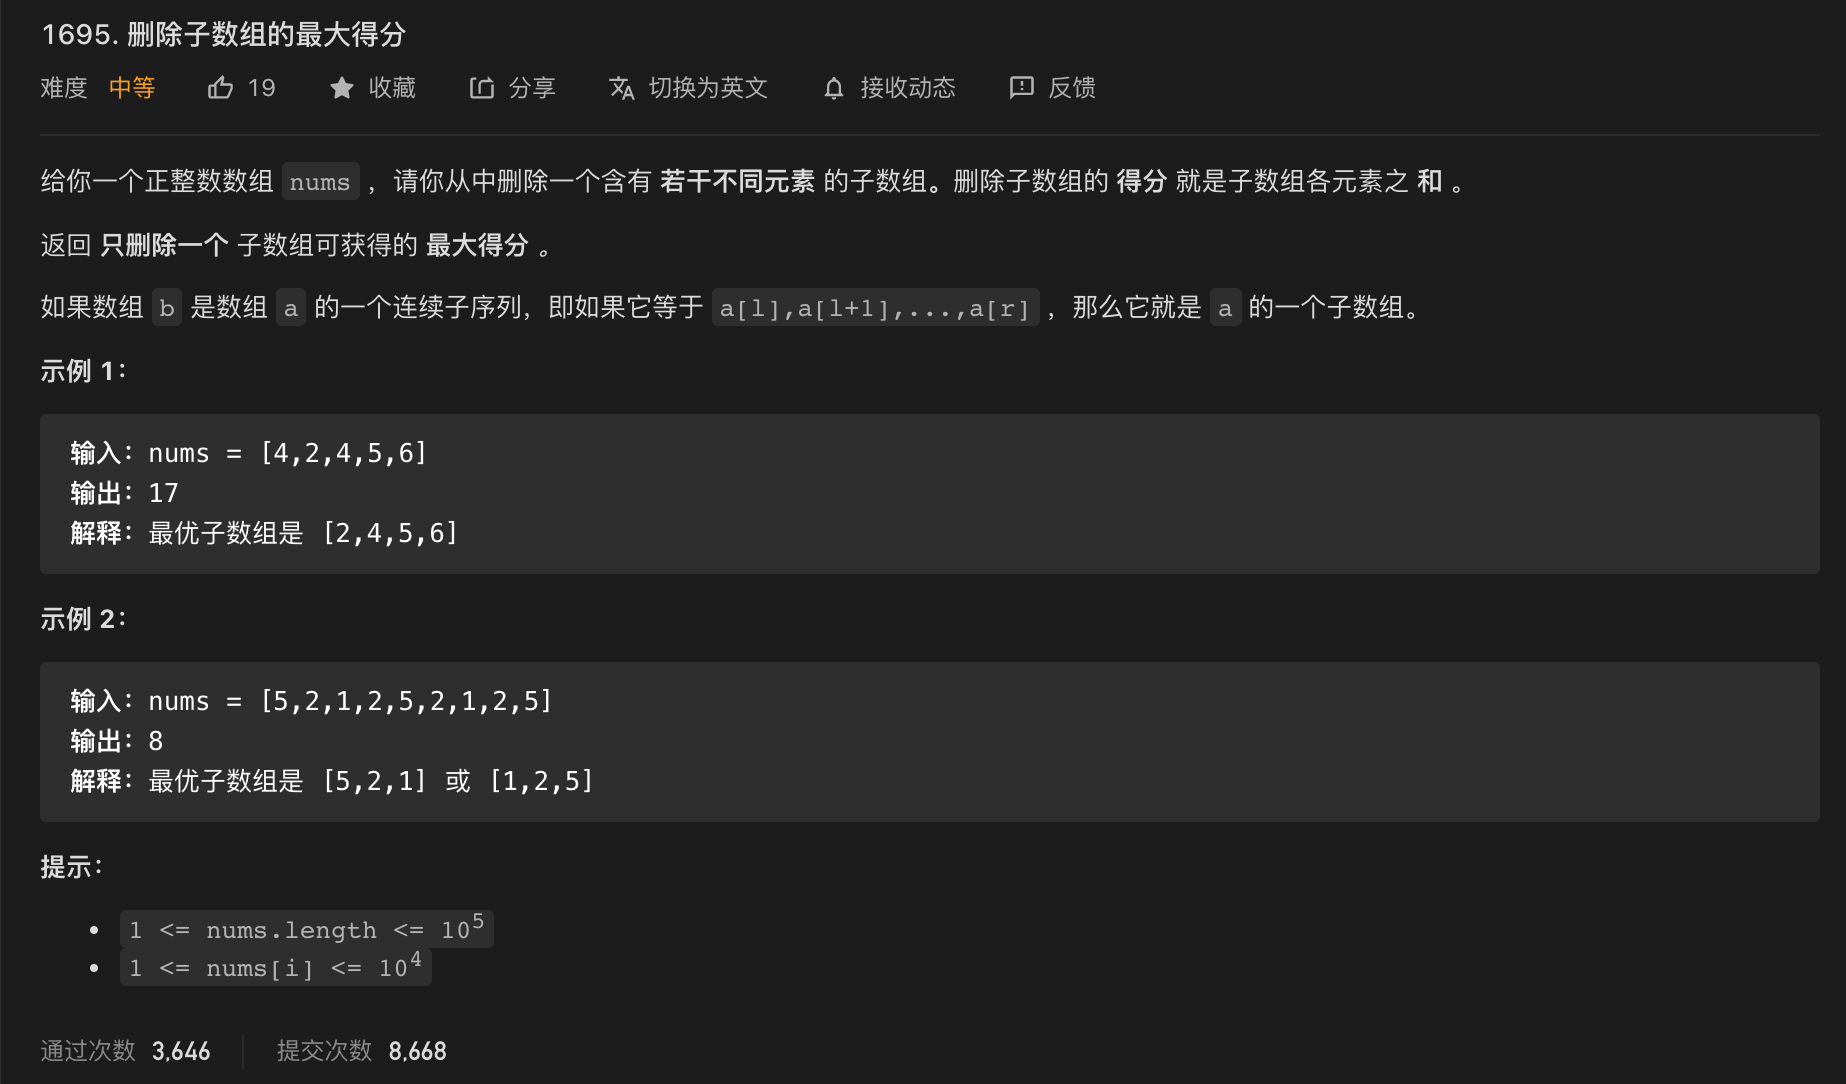 1695. 删除子数组的最大得分
难度 中等 19 收藏 分享 切换为英文 接收动态 反馈
给你一个正整数数组 nums ，请你从中删除一个含有 若干不同元素 的子数组。删除子数组的 得分 就是子数组各元素之 和 。
返回 只删除一个 子数组可获得的 最大得分 。
如果数组 b 是数组 a 的一个连续子序列，即如果它等于 a[l],a[l+1],...,a[r] ，那么它就是 a 的一个子数组。
示例 1：
输入：nums = [4,2,4,5,6]
输出：17
解释：最优子数组是 [2,4,5,6]
示例 2：
输入：nums = [5,2,1,2,5,2,1,2,5]
输出：8
解释：最优子数组是 [5,2,1] 或 [1,2,5]
提示：
• 1 <= nums.length <= 10⁵
• 1 <= nums[i] <= 10⁴
通过次数 3,646 提交次数 8,668